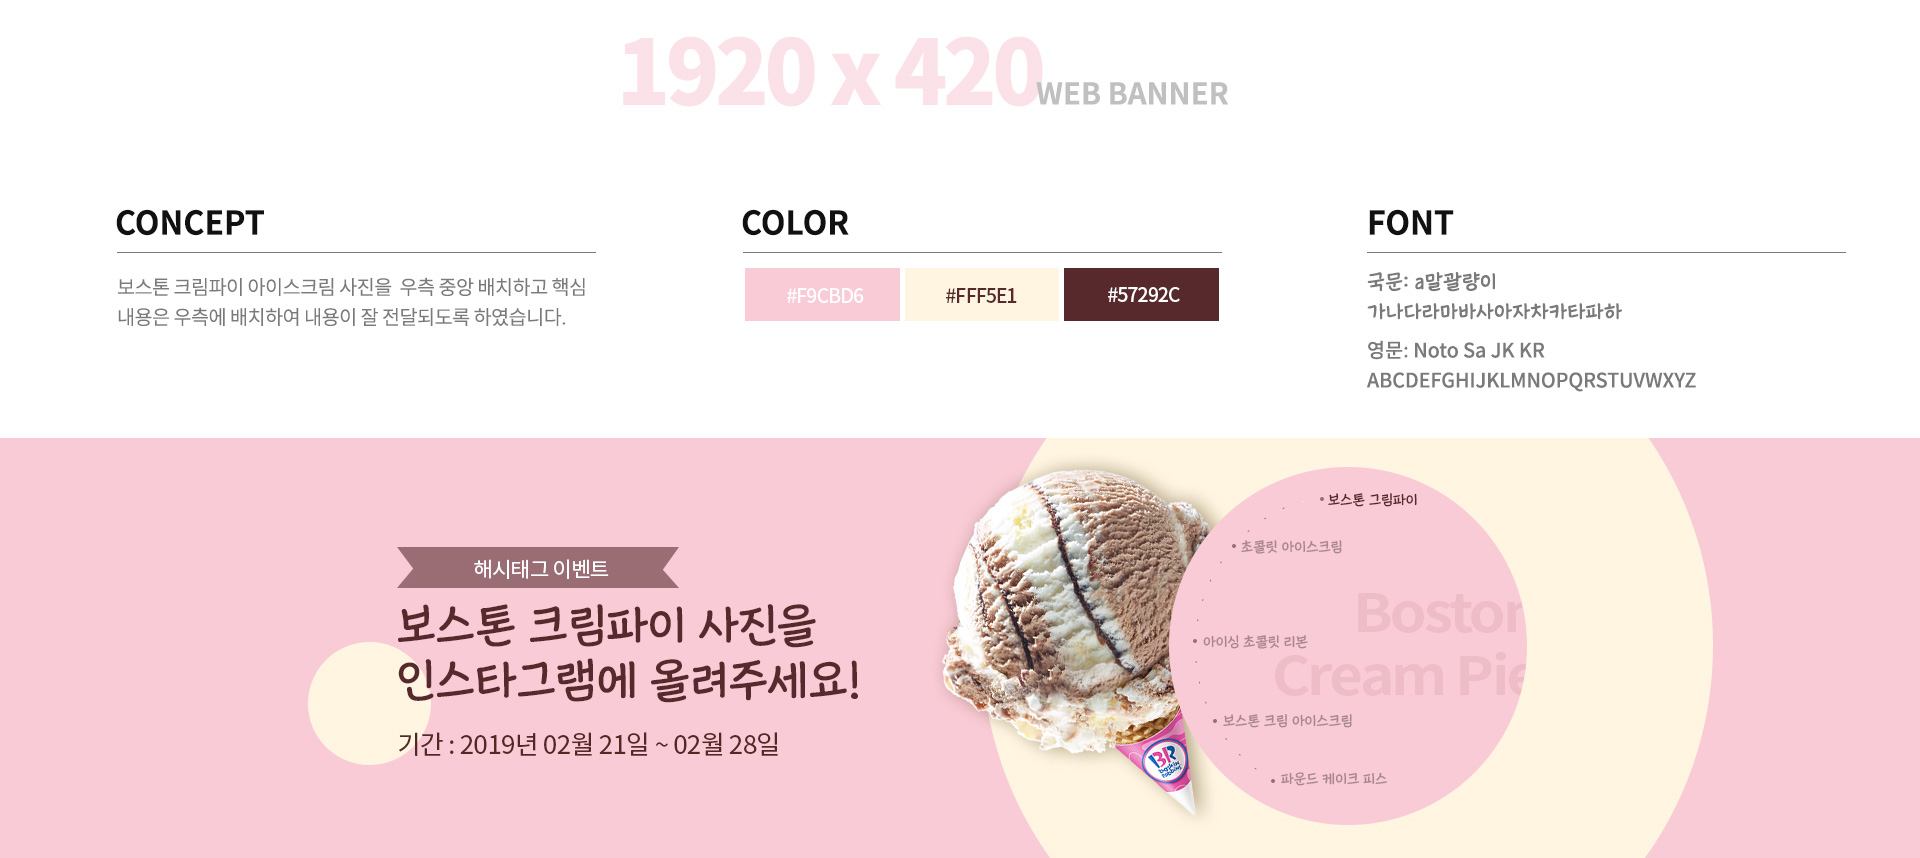 1920 x 420 WEB BANNER
CONCEPT
보스톤 크림파이 아이스크림 사진을 우측 중앙 배치하고 핵심
내용은 우측에 배치하여 내용이 잘 전달되도록 하였습니다.
COLOR
#F9CBD6
#FFF5E1
#57292C
FONT
국문: a말괄량이
가나다라마바사아자차카타파하
영문: Noto Sa JK KR
ABCDEFGHIJKLMNOPQRSTUVWXYZ
해시태그 이벤트
보스톤 크림파이 사진을
인스타그램에 올려주세요!
기간 : 2019년 02월 21일 ~ 02월 28일
BR
baskin
robbins
• 보스톤 크림파이
• 초콜릿 아이스크림
• 아이싱 초콜릿 리본
• 보스톤 크림 아이스크림
• 파운드 케이크 피스
Boston
Cream Pie